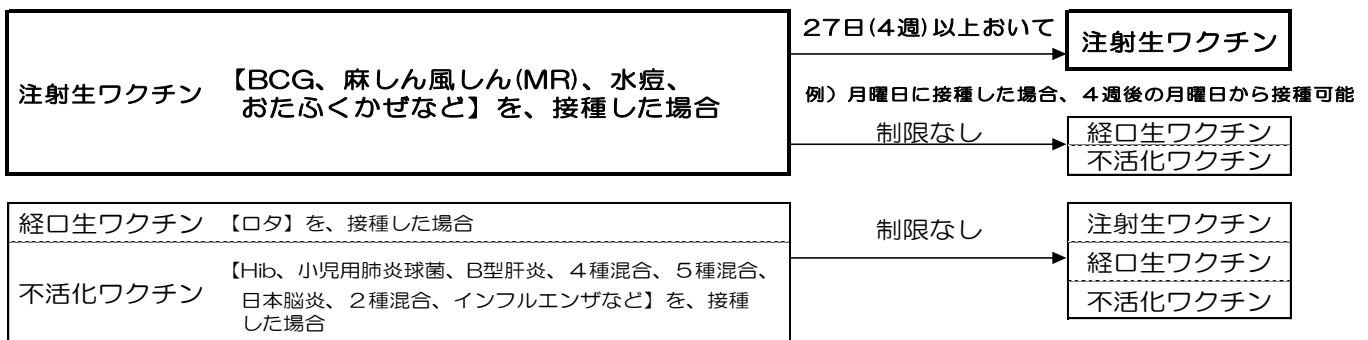 注射生ワクチン
【BCG、麻しん風しん(MR)、水痘、
おたふくかぜなど】を、接種した場合
27日(4週)以上おいて
注射生ワクチン
例）月曜日に接種した場合、４週後の月曜日から接種可能
制限なし
経口生ワクチン
不活化ワクチン
経口生ワクチン 【ロタ】を、接種した場合
不活化ワクチン
【Hib、小児用肺炎球菌、B型肝炎、４種混合、５種混合、
日本脳炎、２種混合、インフルエンザなど】を、接種
した場合
制限なし
注射生ワクチン
経口生ワクチン
不活化ワクチン